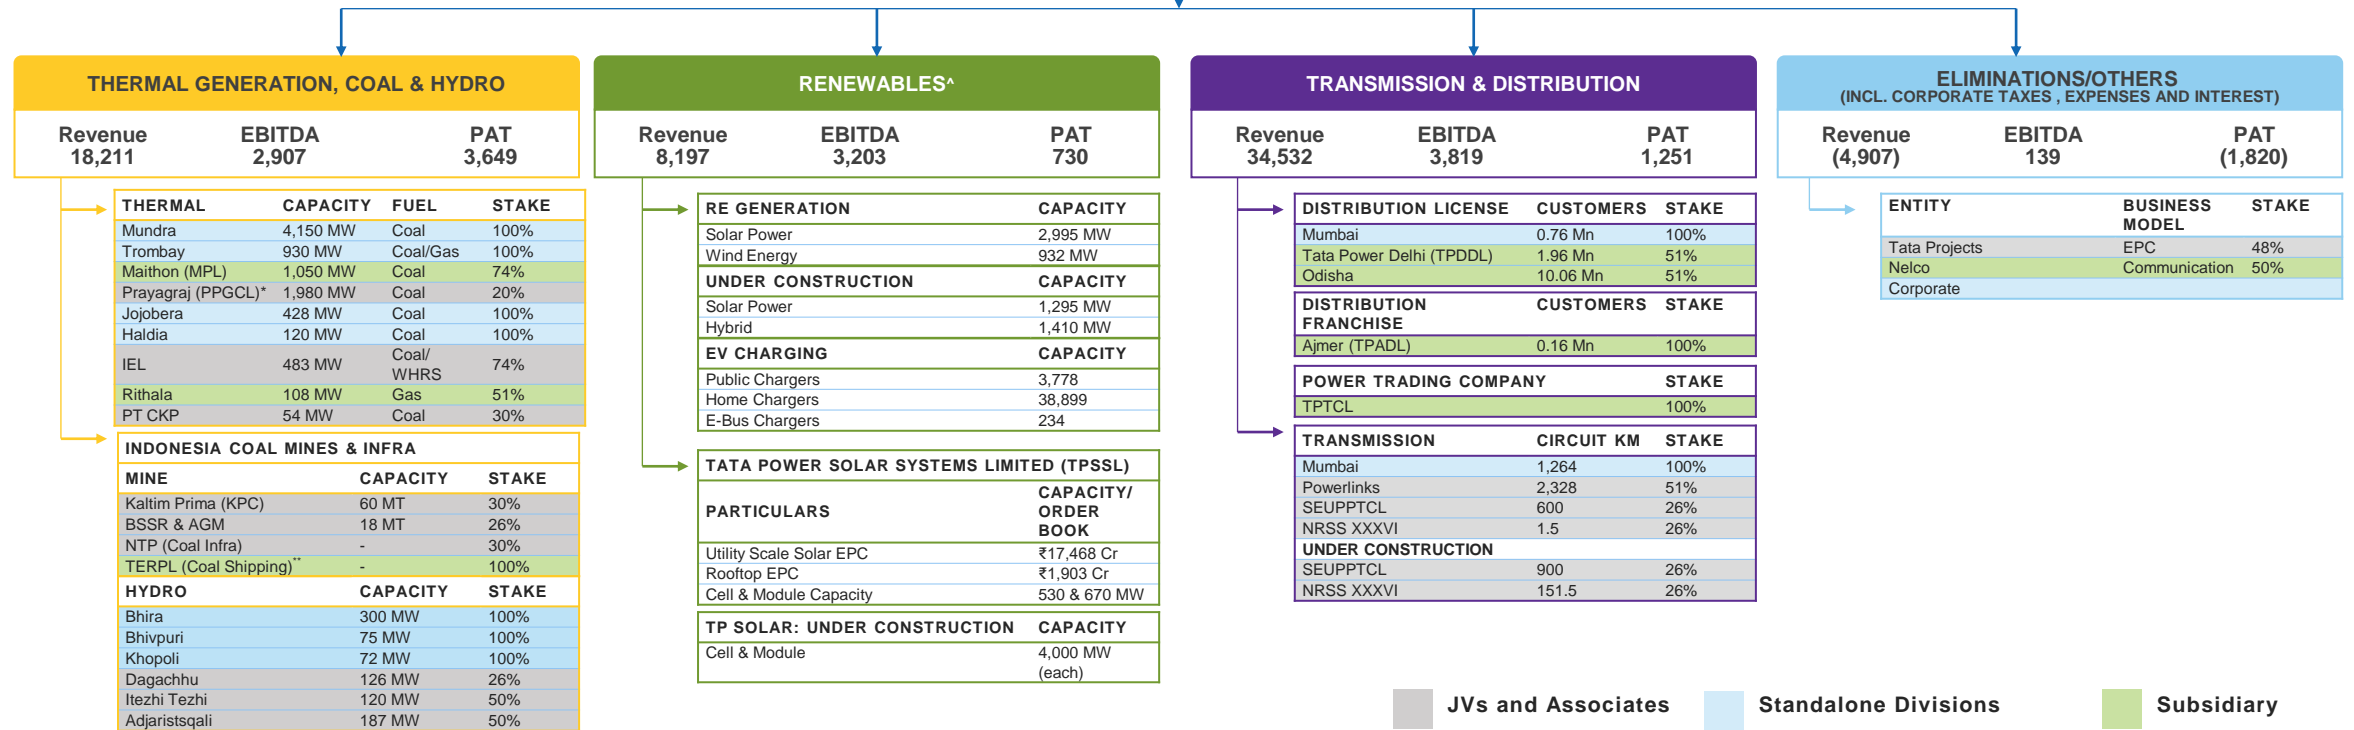 THERMAL GENERATION, COAL & HYDRO
Revenue EBITDA PAT
18,211 2,907 3,649
THERMAL CAPACITY FUEL STAKE
Mundra 4,150 MW Coal 100%
Trombay 930 MW Coal/Gas 100%
Maithon (MPL) 1,050 MW Coal 74%
Prayagraj (PPGCL)* 1,980 MW Coal 20%
Jojobera 428 MW Coal 100%
Haldia 120 MW Coal 100%
IEL 483 MW Coal/ WHRS 74%
Rithala 108 MW Gas 51%
PT CKP 54 MW Coal 30%
INDONESIA COAL MINES & INFRA
MINE CAPACITY STAKE
Kaltim Prima (KPC) 60 MT 30%
BSSR & AGM 18 MT 26%
NTP (Coal Infra) - 30%
TERPL (Coal Shipping)** - 100%
HYDRO CAPACITY STAKE
Bhira 300 MW 100%
Bhivpuri 75 MW 100%
Khopoli 72 MW 100%
Dagachhu 126 MW 26%
Itezhi Tezhi 120 MW 50%
Adjaristsqali 187 MW 50%
RENEWABLES^
Revenue EBITDA PAT
8,197 3,203 730
RE GENERATION CAPACITY
Solar Power 2,995 MW
Wind Energy 932 MW
UNDER CONSTRUCTION CAPACITY
Solar Power 1,295 MW
Hybrid 1,410 MW
EV CHARGING CAPACITY
Public Chargers 3,778
Home Chargers 38,899
E-Bus Chargers 234
TATA POWER SOLAR SYSTEMS LIMITED (TPSSL)
PARTICULARS CAPACITY/
ORDER
BOOK
Utility Scale Solar EPC ₹17,468 Cr
Rooftop EPC ₹1,903 Cr
Cell & Module Capacity 530 & 670 MW
TP SOLAR: UNDER CONSTRUCTION CAPACITY
Cell & Module 4,000 MW
(each)
TRANSMISSION & DISTRIBUTION
Revenue EBITDA PAT
34,532 3,819 1,251
DISTRIBUTION LICENSE CUSTOMERS STAKE
Mumbai 0.76 Mn 100%
Tata Power Delhi (TPDDL) 1.96 Mn 51%
Odisha 10.06 Mn 51%
DISTRIBUTION CUSTOMERS STAKE
FRANCHISE
Ajmer (TPADL) 0.16 Mn 100%
POWER TRADING COMPANY STAKE
TPTCL 100%
TRANSMISSION CIRCUIT KM STAKE
Mumbai 1,264 100%
Powerlinks 2,328 51%
SEUPPTCL 600 26%
NRSS XXXVI 1.5 26%
UNDER CONSTRUCTION
SEUPPTCL 900 26%
NRSS XXXVI 151.5 26%
ELIMINATIONS/OTHERS
(INCL. CORPORATE TAXES , EXPENSES AND INTEREST)
Revenue EBITDA PAT
(4,907) 139 (1,820)
ENTITY BUSINESS STAKE
MODEL
Tata Projects EPC 48%
Nelco Communication 50%
Corporate
JVs and Associates Standalone Divisions Subsidiary